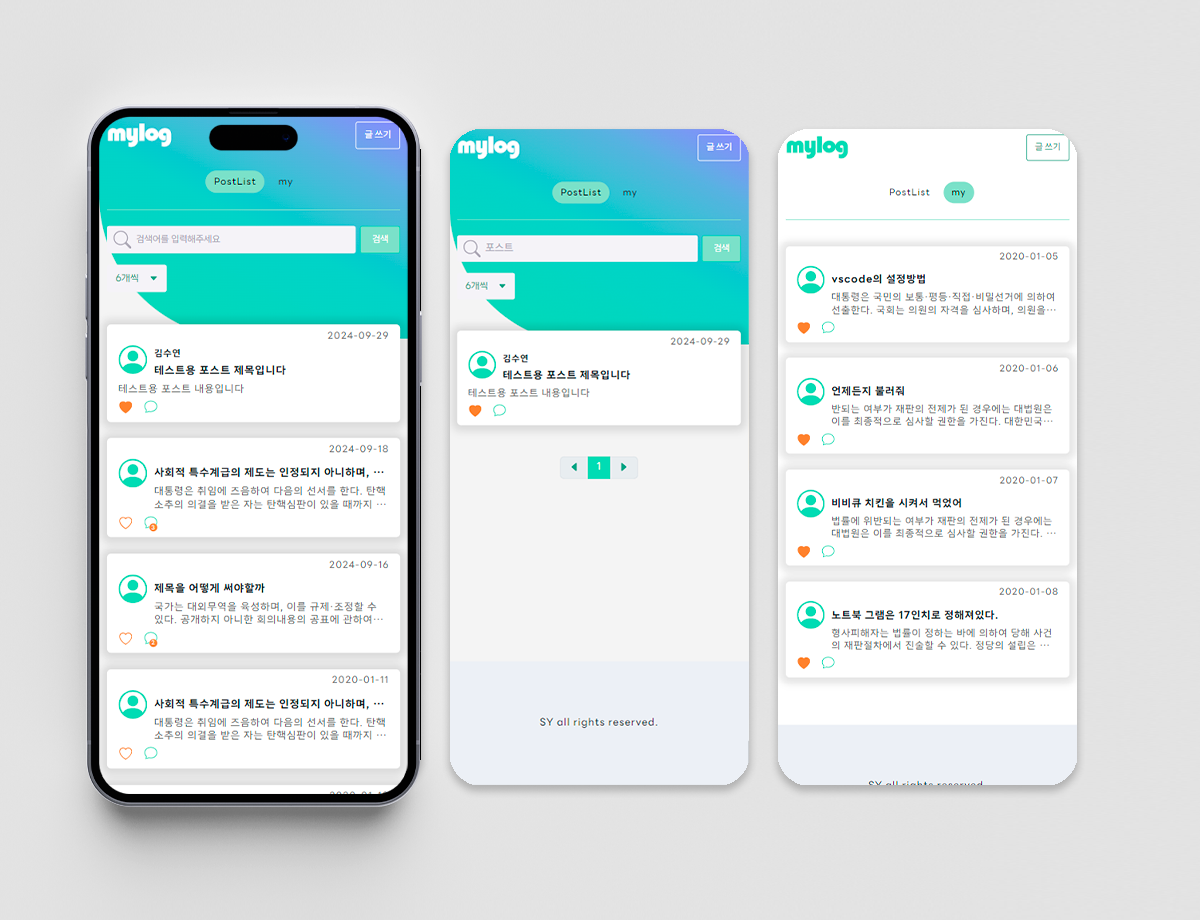 mylog
글 쓰기
PostList
my
검색어를 입력해주세요
검색
6개씩
2024-09-29
김수연
테스트용 포스트 제목입니다
테스트용 포스트 내용입니다
2024-09-18
사회적 특수계급의 제도는 인정되지 아니하며, ···
대통령은 취임에 즈음하여 다음의 선서를 한다. 탄핵
소추의 의결을 받은 자는 탄핵심판이 있을 때까지 ···
2024-09-16
제목을 어떻게 써야할까
국가는 대외무역을 육성하며, 이를 규제·조정할 수
있다. 공개하지 아니한 회의내용의 공표에 관하여···
2020-01-11
사회적 특수계급의 제도는 인정되지 아니하며, ···
대통령은 취임에 즈음하여 다음의 선서를 한다. 탄핵
소추의 의결을 받은 자는 탄핵심판이 있을 때까지 ···
mylog
글 쓰기
PostList
my
포스트
검색
6개씩
2024-09-29
김수연
테스트용 포스트 제목입니다
테스트용 포스트 내용입니다
1
SY all rights reserved.
mylog
글 쓰기
PostList
my
2020-01-05
vscode의 설정방법
대통령은 국민의 보통·평등·직접·비밀선거에 의하여
선출한다. 국회는 의원의 자격을 심사하며, 의원을···
2020-01-06
언제든지 불러줘
반되는 여부가 재판의 전제가 된 경우에는 대법원은
이를 최종적으로 심사할 권한을 가진다. 대한민국···
2020-01-07
비비큐 치킨을 시켜서 먹었어
법률에 위반되는 여부가 재판의 전제가 된 경우에는
대법원은 이를 최종적으로 심사할 권한을 가진다. ···
2020-01-08
노트북 그램은 17인치로 정해져있다.
형사피해자는 법률이 정하는 바에 의하여 당해 사건
의 재판절차에서 진술할 수 있다. 정당의 설립은 ···
SY all rights reserved